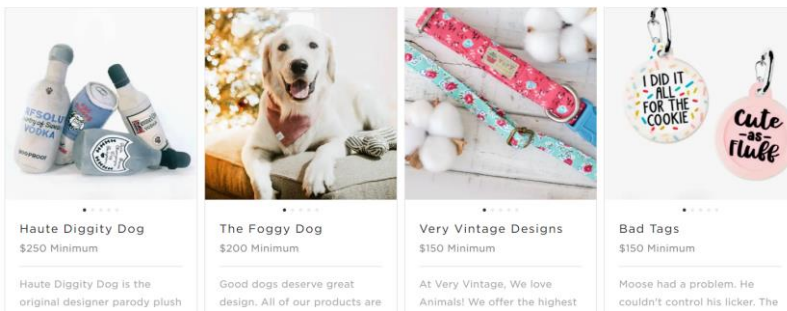 VODKA
I DID IT
ALL
FOR THE
COOKIE
Cute
-as-
Fluff
Haute Diggity Dog
$250 Minimum
Haute Diggity Dog is the
original designer parody plush
The Foggy Dog
$200 Minimum
Good dogs deserve great
design. All of our products are
Very Vintage Designs
$150 Minimum
At Very Vintage, We love
Animals! We offer the highest
Bad Tags
$150 Minimum
Moose had a problem. He
couldn't control his licker. The